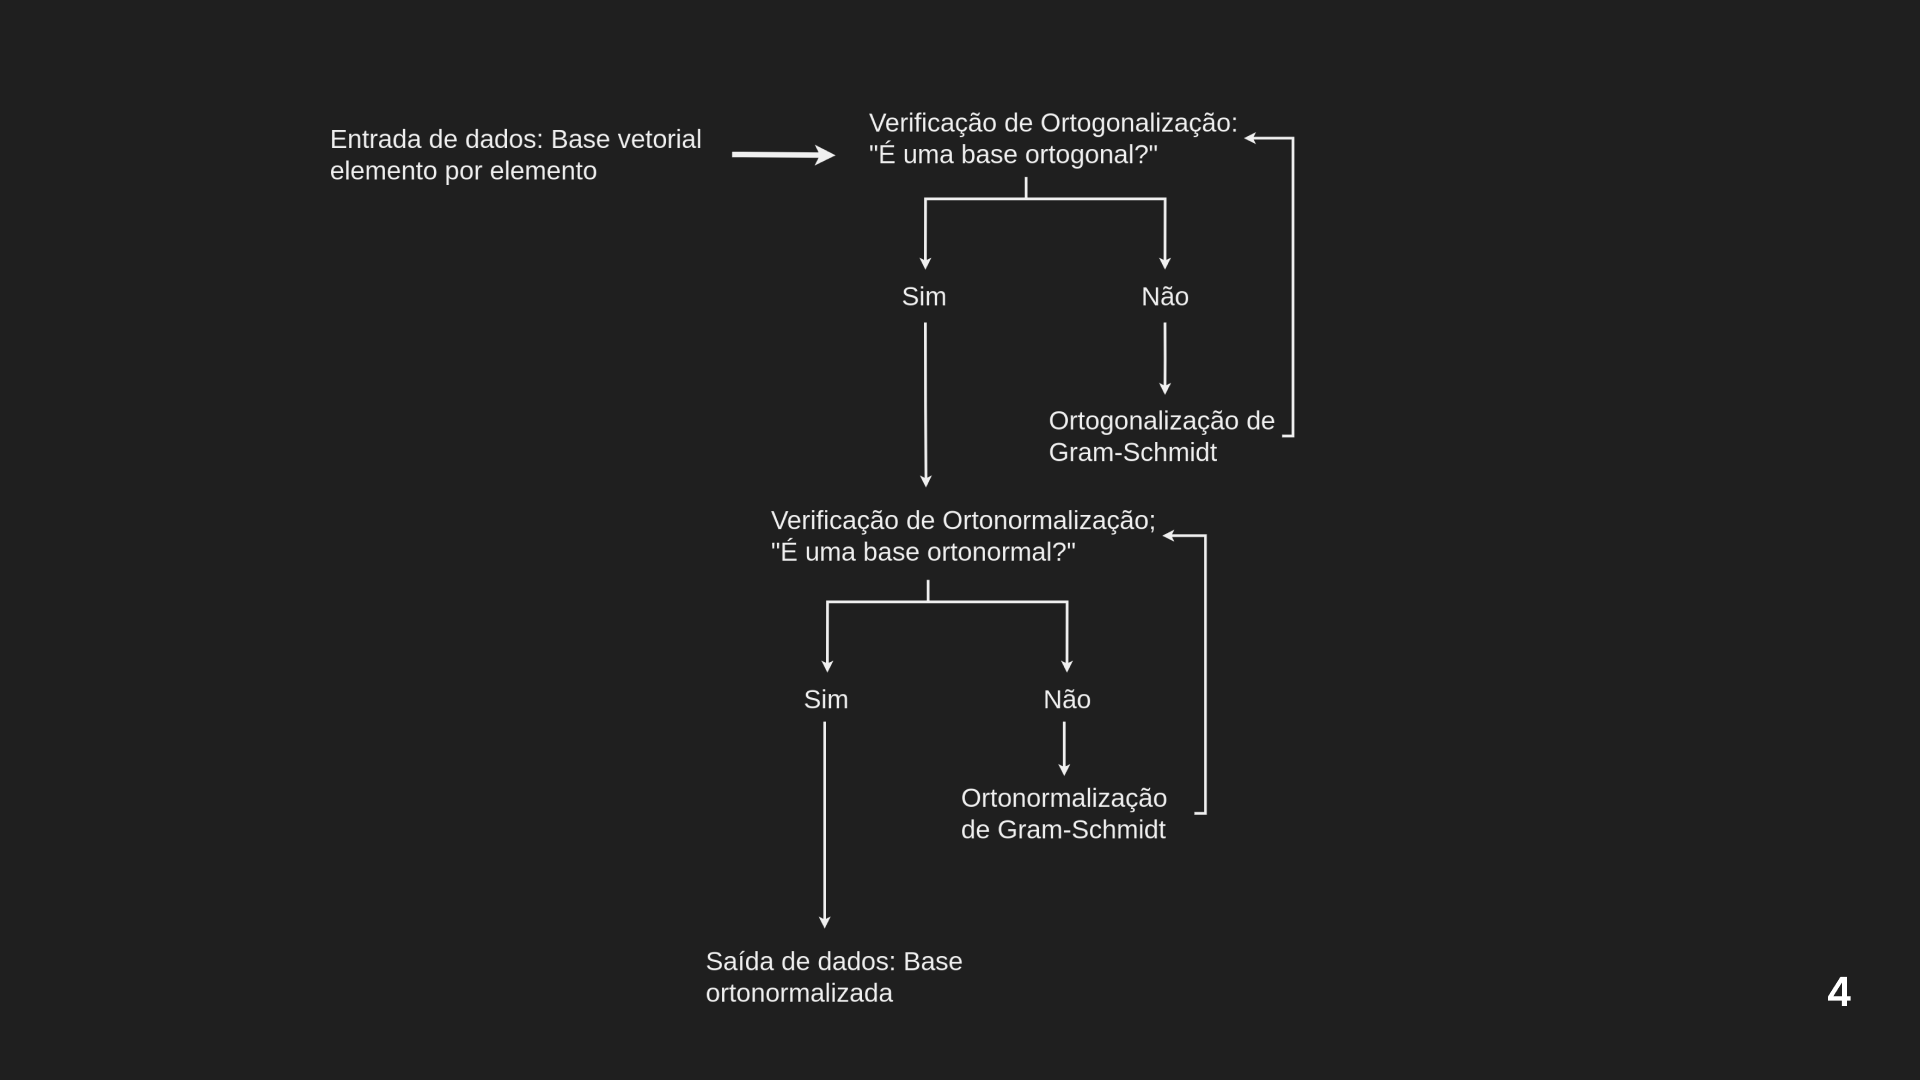 Entrada de dados: Base vetorial
elemento por elemento
Verificação de Ortogonalização:
"É uma base ortogonal?"
Sim
Não
Ortogonalização de
Gram-Schmidt
Verificação de Ortonormalização;
"É uma base ortonormal?"
Sim
Não
Ortonormalização
de Gram-Schmidt
Saída de dados: Base
ortonormalizada
4